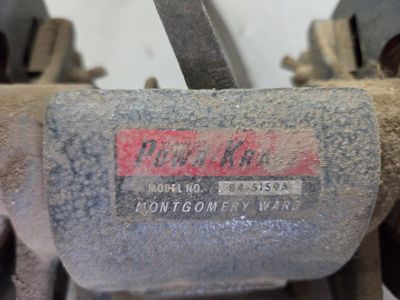 POWR-KRAFT
MODEL NO. 84-5159A
MONTGOMERY WARD